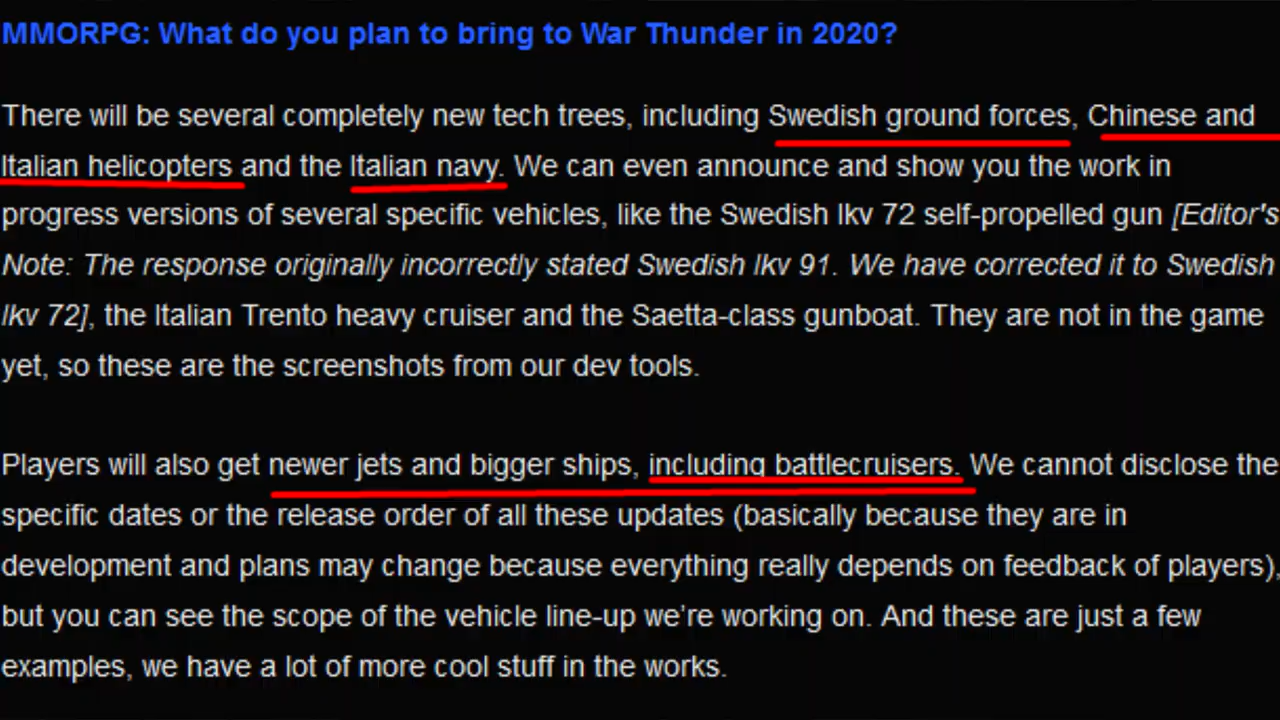 MMORPG: What do you plan to bring to War Thunder in 2020?
There will be several completely new tech trees, including Swedish ground forces, Chinese and
Italian helicopters and the Italian navy. We can even announce and show you the work in
progress versions of several specific vehicles, like the Swedish Ikv 72 self-propelled gun [Editor's
Note: The response originally incorrectly stated Swedish Ikv 91. We have corrected it to Swedish
Ikv 72], the Italian Trento heavy cruiser and the Saetta-class gunboat. They are not in the game
yet, so these are the screenshots from our dev tools.
Players will also get newer jets and bigger ships, including battlecruisers. We cannot disclose the
specific dates or the release order of all these updates (basically because they are in
development and plans may change because everything really depends on feedback of players),
but you can see the scope of the vehicle line-up we’re working on. And these are just a few
examples, we have a lot of more cool stuff in the works.